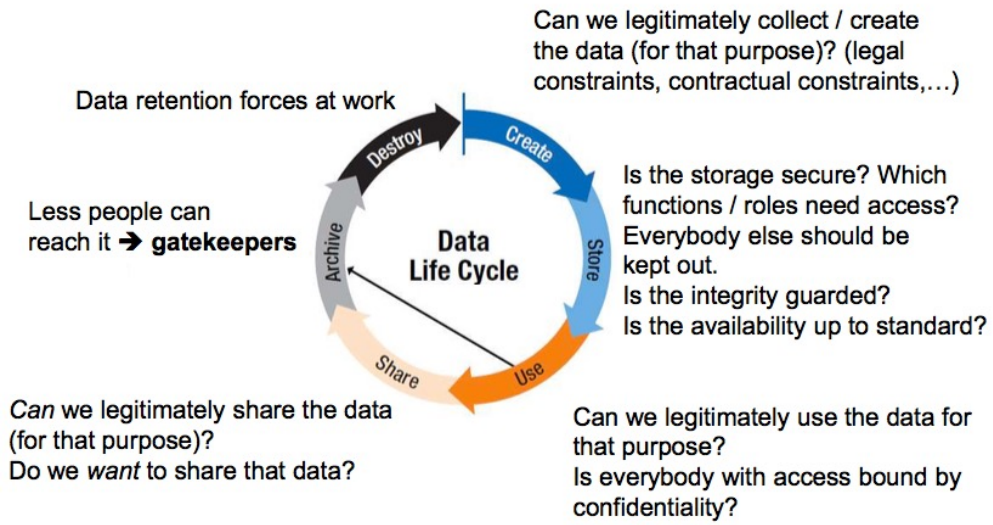 Can we legitimately collect / create
the data (for that purpose)? (legal
constraints, contractual constraints,…)
Data retention forces at work
Destroy
Create
Is the storage secure? Which
functions / roles need access?
Everybody else should be
kept out.
Is the integrity guarded?
Is the availability up to standard?
Less people can
reach it ➔ gatekeepers
Archive
Data
Life Cycle
Store
Share
Use
Can we legitimately share the data
(for that purpose)?
Do we want to share that data?
Can we legitimately use the data for
that purpose?
Is everybody with access bound by
confidentiality?